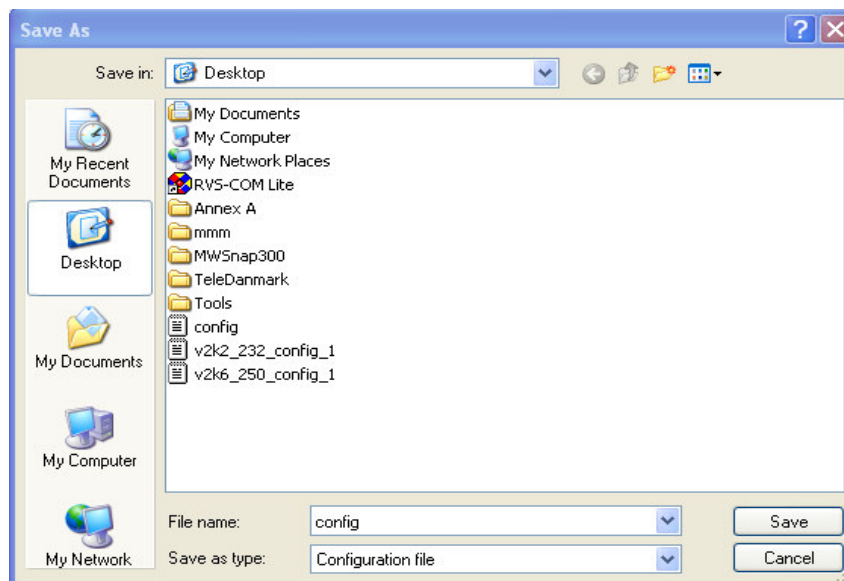 Save As
Save in:
Desktop
My Recent
Documents
Desktop
My Documents
My Computer
My Network
My Documents
My Computer
My Network Places
RVS-COM Lite
Annex A
mmm
MWSnap300
TeleDanmark
Tools
config
v2k2_232_config_1
v2k6_250_config_1
File name:
config
Save
Save as type:
Configuration file
Cancel